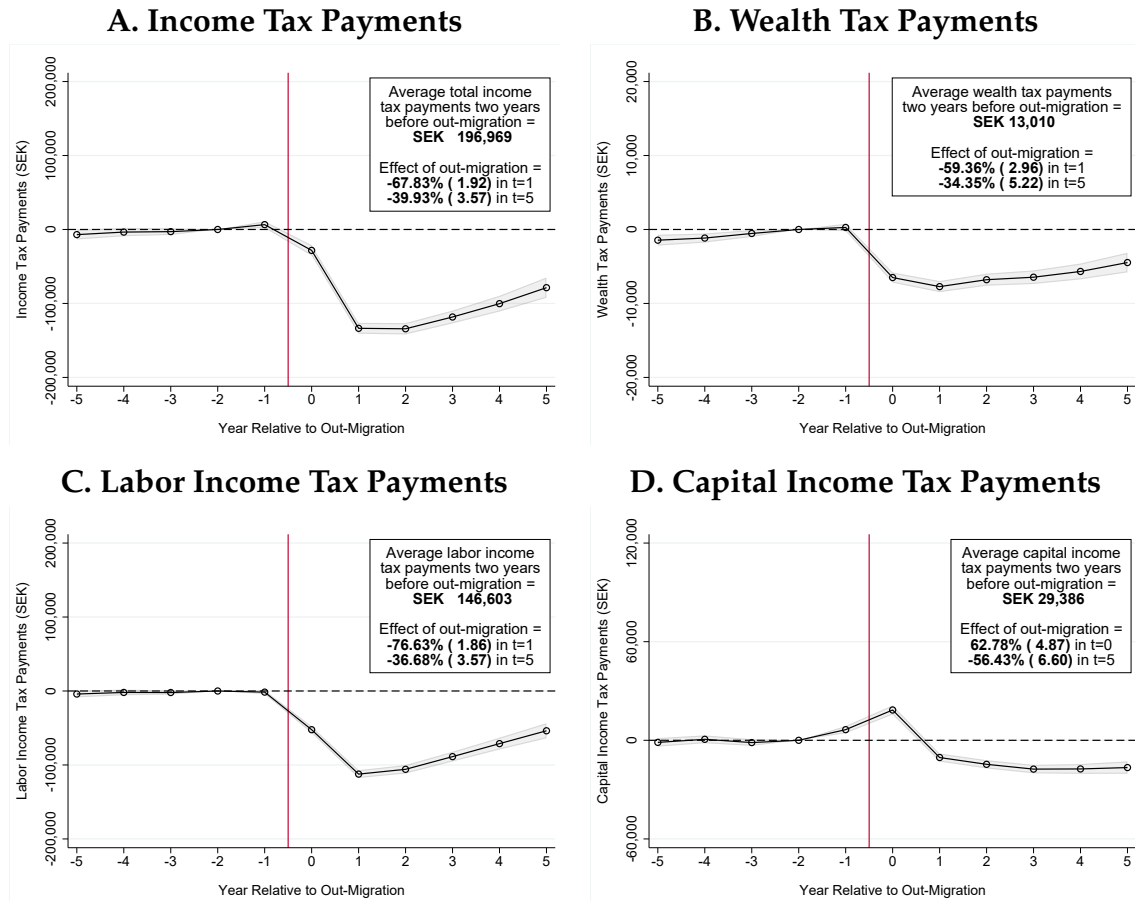 A. Income Tax Payments
Income Tax Payments (SEK)
200,000
100,000
0
-100,000
-200,000
Average total income
tax payments two years
before out-migration =
SEK 196,969
Effect of out-migration =
-67.83% ( 1.92) in t=1
-39.93% ( 3.57) in t=5
-5 -4 -3 -2 -1 0 1 2 3 4 5
Year Relative to Out-Migration
B. Wealth Tax Payments
Wealth Tax Payments (SEK)
20,000
10,000
0
-10,000
-20,000
Average wealth tax payments
two years before out-migration =
SEK 13,010
Effect of out-migration =
-59.36% ( 2.96) in t=1
-34.35% ( 5.22) in t=5
-5 -4 -3 -2 -1 0 1 2 3 4 5
Year Relative to Out-Migration
C. Labor Income Tax Payments
Labor Income Tax Payments (SEK)
200,000
100,000
0
-100,000
-200,000
Average labor income
tax payments two years
before out-migration =
SEK 146,603
Effect of out-migration =
-76.63% ( 1.86) in t=1
-36.68% ( 3.57) in t=5
-5 -4 -3 -2 -1 0 1 2 3 4 5
Year Relative to Out-Migration
D. Capital Income Tax Payments
Capital Income Tax Payments (SEK)
120,000
60,000
0
-60,000
Average capital income
tax payments two years
before out-migration =
SEK 29,386
Effect of out-migration =
62.78% ( 4.87) in t=0
-56.43% ( 6.60) in t=5
-5 -4 -3 -2 -1 0 1 2 3 4 5
Year Relative to Out-Migration